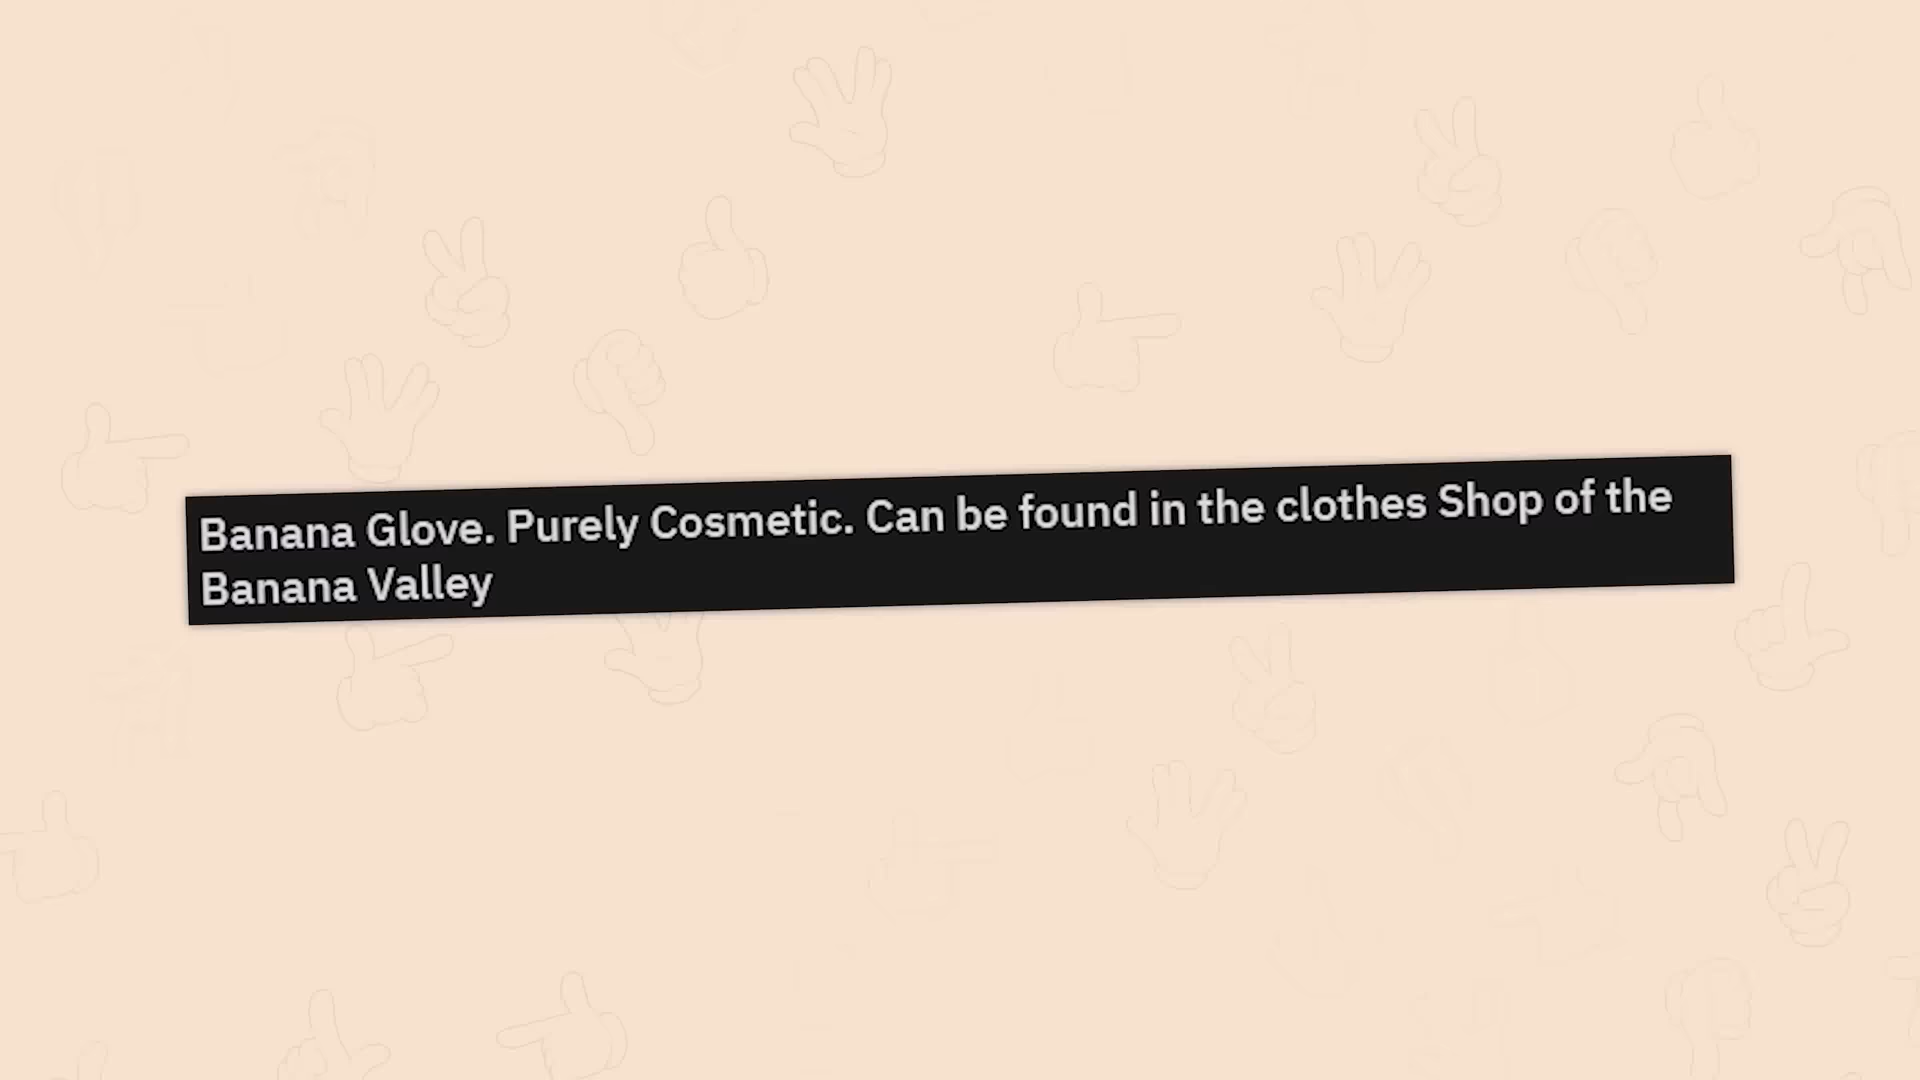 Banana Glove. Purely Cosmetic. Can be found in the clothes Shop of the
Banana Valley